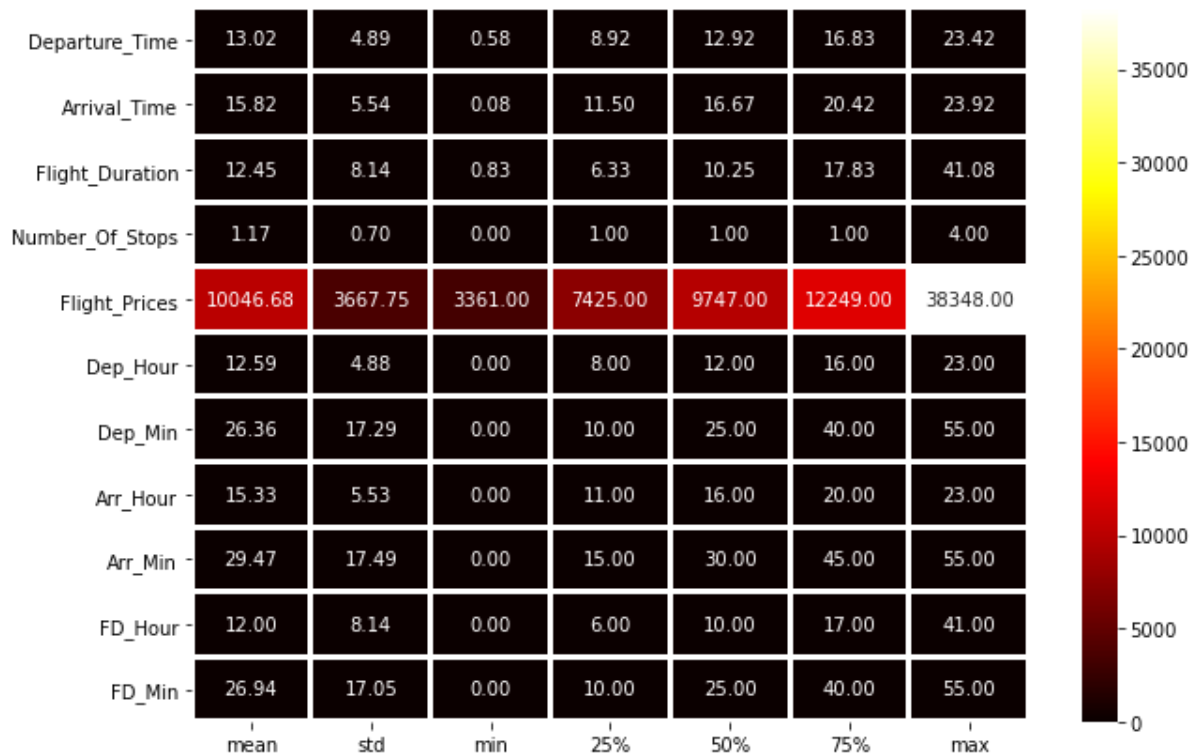 Departure_Time 13.02 4.89 0.58 8.92 12.92 16.83 23.42
Arrival_Time 15.82 5.54 0.08 11.50 16.67 20.42 23.92
Flight_Duration 12.45 8.14 0.83 6.33 10.25 17.83 41.08
Number_Of_Stops 1.17 0.70 0.00 1.00 1.00 1.00 4.00
Flight_Prices 10046.68 3667.75 3361.00 7425.00 9747.00 12249.00 38348.00
Dep_Hour 12.59 4.88 0.00 8.00 12.00 16.00 23.00
Dep_Min 26.36 17.29 0.00 10.00 25.00 40.00 55.00
Arr_Hour 15.33 5.53 0.00 11.00 16.00 20.00 23.00
Arr_Min 29.47 17.49 0.00 15.00 30.00 45.00 55.00
FD_Hour 12.00 8.14 0.00 6.00 10.00 17.00 41.00
FD_Min 26.94 17.05 0.00 10.00 25.00 40.00 55.00
mean std min 25% 50% 75% max
35000
30000
25000
20000
15000
10000
5000
0